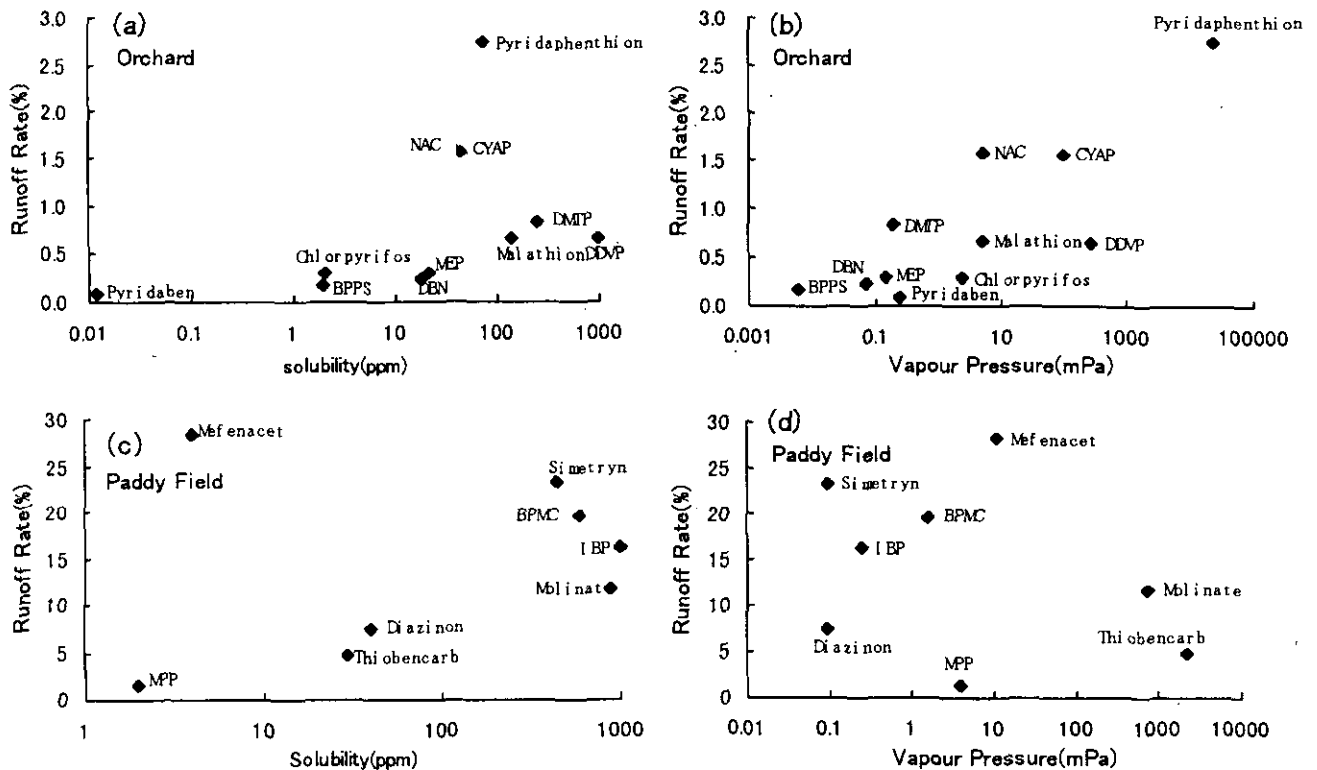 (a)
Orchard
Runoff Rate(%)
3.0
2.5
2.0
1.5
1.0
0.5
0.0
Pyridaphenthion
NAC CYAP
DMTP
Malathion DDVP
Chlorpyrifos
MEP
BPPS
DBN
Pyridaben
0.01 1 10 100 1000
solubility(ppm)
(b)
Orchard
Runoff Rate(%)
3.0
2.5
2.0
1.5
1.0
0.5
0.0
Pyridaphenthion
NAC
CYAP
DMTP
Malathion
DDVP
DBN
MEP
Chlorpyrifos
BPPS
Pyridaben
0.001 0.1 10 1000 100000
Vapour Pressure(mPa)
(c)
Paddy Field
Runoff Rate(%)
30
25
20
15
10
5
0
Mefenacet
Simetryn
BPMC
IBP
Molinat
Diazinon
Thiobencarb
MPP
1 10 100 1000
Solubility(ppm)
(d)
Paddy Field
Runoff Rate(%)
30
25
20
15
10
5
0
Mefenacet
Simetryn
BPMC
IBP
Molinate
Diazinon
Thiobencarb
MPP
0.01 0.1 1 10 100 1000 10000
Vapour Pressure(mPa)